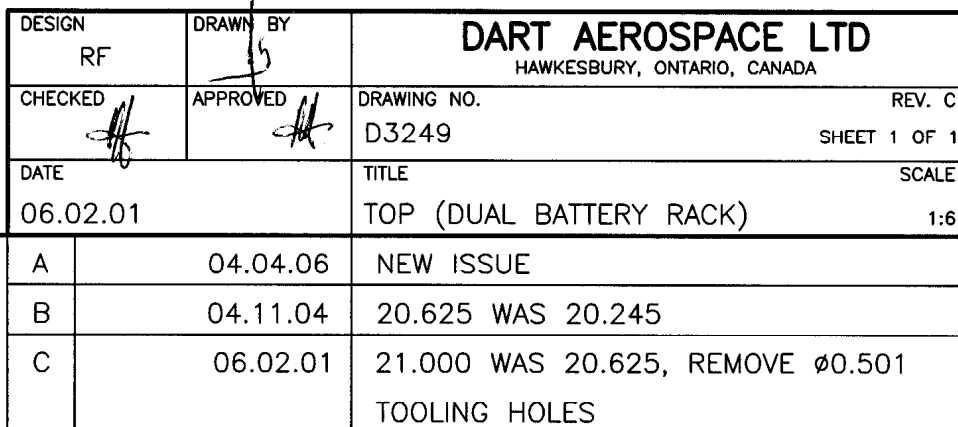 DESIGN DRAWN BY DART AEROSPACE LTD
RF HAWKESBURY, ONTARIO, CANADA
CHECKED APPROVED DRAWING NO. REV. C
D3249 SHEET 1 OF 1
DATE TITLE SCALE
06.02.01 TOP (DUAL BATTERY RACK) 1:6
A 04.04.06 NEW ISSUE
B 04.11.04 20.625 WAS 20.245
C 06.02.01 21.000 WAS 20.625, REMOVE ø0.501
TOOLING HOLES